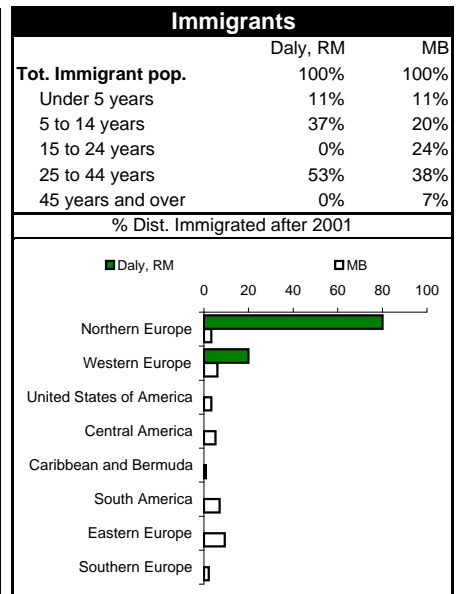 Immigrants
Daly, RM MB
Tot. Immigrant pop. 100% 100%
Under 5 years 11% 11%
5 to 14 years 37% 20%
15 to 24 years 0% 24%
25 to 44 years 53% 38%
45 years and over 0% 7%
% Dist. Immigrated after 2001
Daly, RM MB
0 20 40 60 80 100
Northern Europe
Western Europe
United States of America
Central America
Caribbean and Bermuda
South America
Eastern Europe
Southern Europe